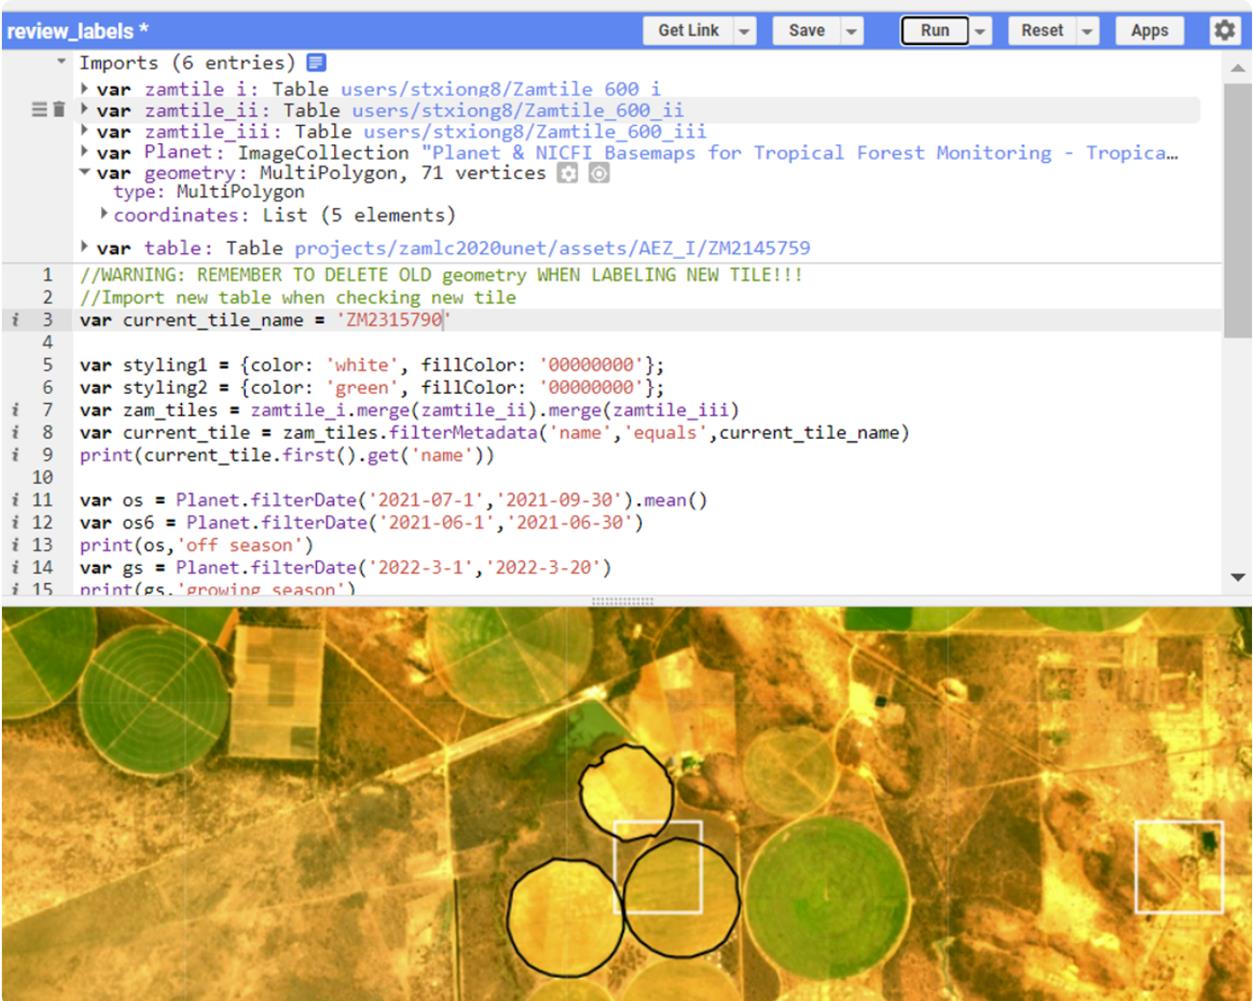 review_labels *
Get Link
Save
Run
Reset
Apps
Imports (6 entries)
var zamtile_i: Table users/stxiong8/Zamtile_600_i
var zamtile_ii: Table users/stxiong8/Zamtile_600_ii
var zamtile_iii: Table users/stxiong8/Zamtile_600_iii
var Planet: ImageCollection "Planet & NICFI Basemaps for Tropical Forest Monitoring - Tropica…
var geometry: MultiPolygon, 71 vertices
type: MultiPolygon
coordinates: List (5 elements)
var table: Table projects/zamlc2020unet/assets/AEZ_I/ZM2145759
1 //WARNING: REMEMBER TO DELETE OLD geometry WHEN LABELING NEW TILE!!!
2 //Import new table when checking new tile
i 3 var current_tile_name = 'ZM2315790'
4
5 var styling1 = {color: 'white', fillColor: '00000000'};
6 var styling2 = {color: 'green', fillColor: '00000000'};
i 7 var zam_tiles = zamtile_i.merge(zamtile_ii).merge(zamtile_iii)
i 8 var current_tile = zam_tiles.filterMetadata('name','equals',current_tile_name)
i 9 print(current_tile.first().get('name'))
10
i 11 var os = Planet.filterDate('2021-07-1','2021-09-30').mean()
i 12 var os6 = Planet.filterDate('2021-06-1','2021-06-30')
i 13 print(os,'off season')
i 14 var gs = Planet.filterDate('2022-3-1','2022-3-20')
i 15 print(gs,'growing season')